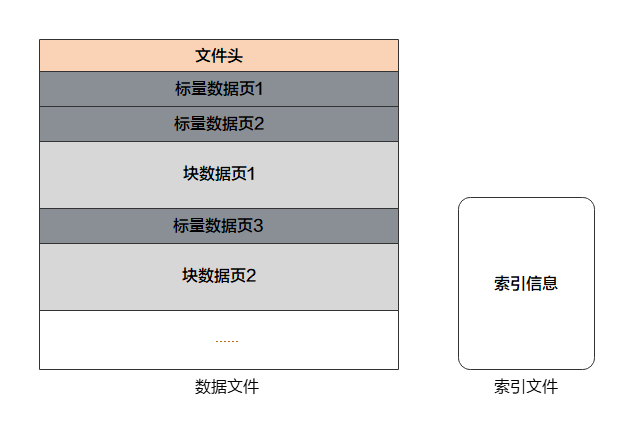 文件头
标量数据页1
标量数据页2
块数据页1
标量数据页3
块数据页2
......
数据文件
索引信息
索引文件